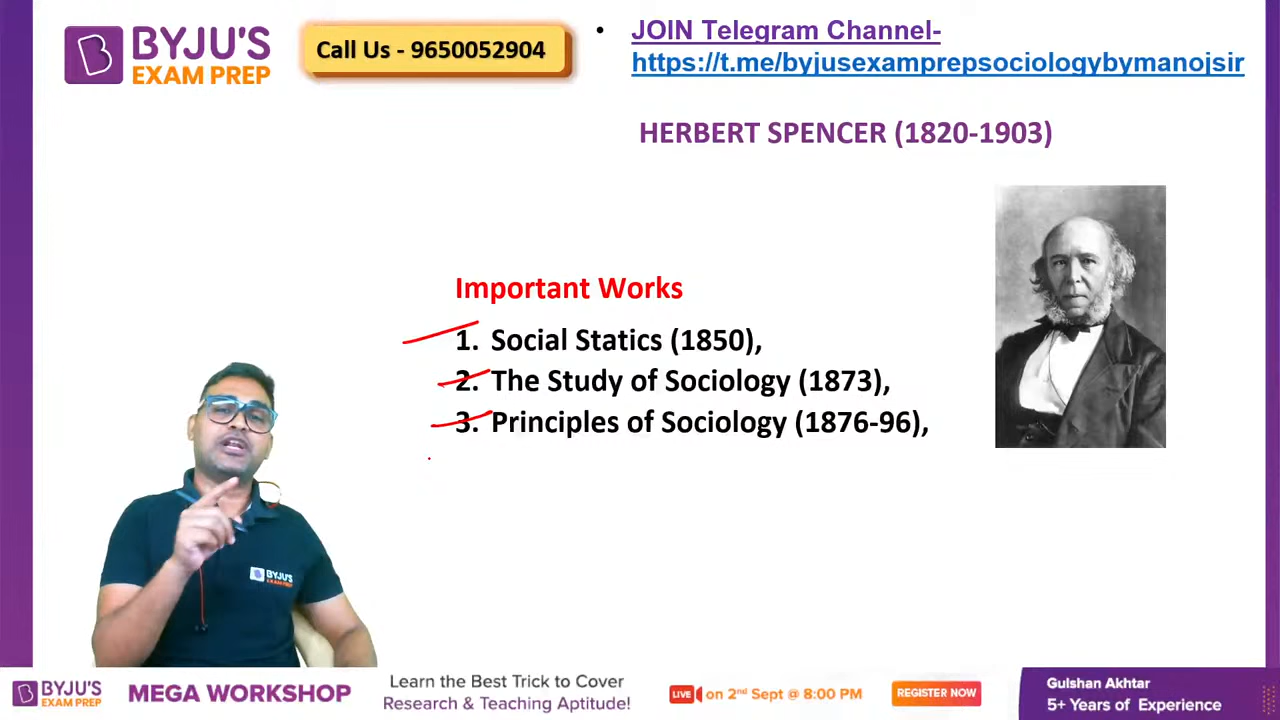 BYJU'S
EXAM PREP
Call Us - 9650052904
• JOIN Telegram Channel-
https://t.me/byjusexamprepsociologybymanojsir
HERBERT SPENCER (1820-1903)
Important Works
1. Social Statics (1850),
2. The Study of Sociology (1873),
3. Principles of Sociology (1876-96),
BYJU'S
EXAM PREP
BYJU'S
EXAM PREP
MEGA WORKSHOP
Learn the Best Trick to Cover
Research & Teaching Aptitude!
LIVE on 2nd Sept @ 8:00 PM
REGISTER NOW
Gulshan Akhtar
5+ Years of Experience